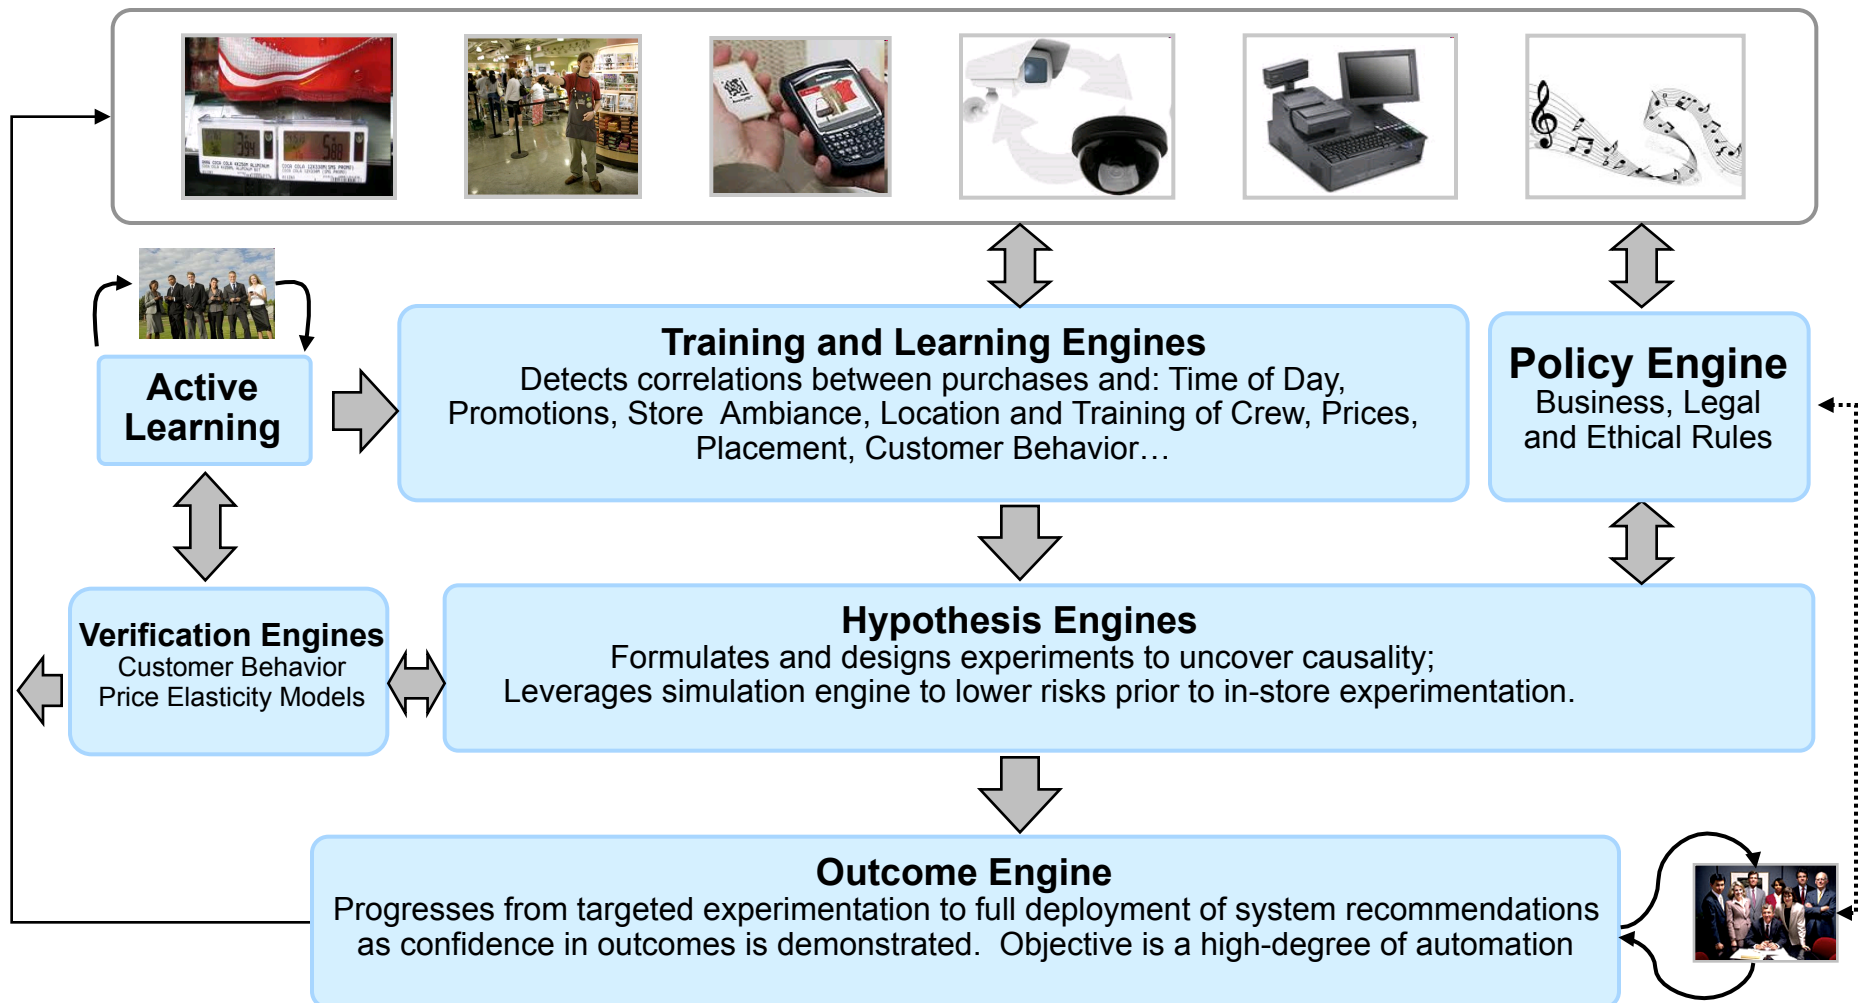 394
588
Active
Learning
Training and Learning Engines
Detects correlations between purchases and: Time of Day,
Promotions, Store Ambiance, Location and Training of Crew, Prices,
Placement, Customer Behavior…
Policy Engine
Business, Legal
and Ethical Rules
Verification Engines
Customer Behavior
Price Elasticity Models
Hypothesis Engines
Formulates and designs experiments to uncover causality;
Leverages simulation engine to lower risks prior to in-store experimentation.
Outcome Engine
Progresses from targeted experimentation to full deployment of system recommendations
as confidence in outcomes is demonstrated. Objective is a high-degree of automation